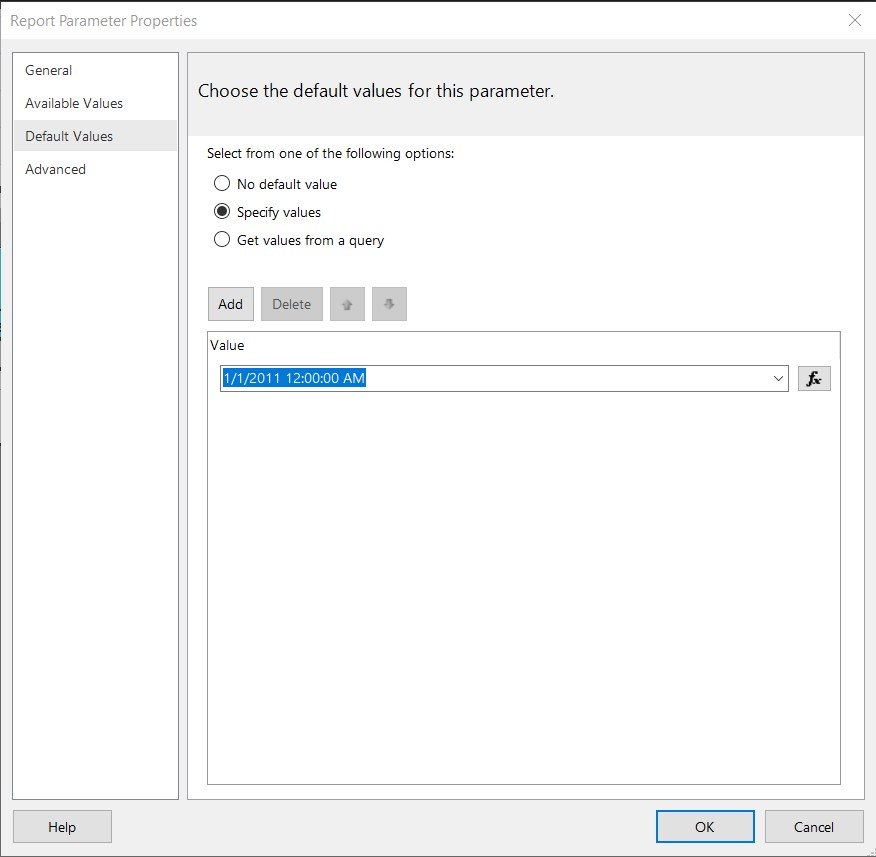 Report Parameter Properties
General
Available Values
Default Values
Advanced
Choose the default values for this parameter.
Select from one of the following options:
No default value
Specify values
Get values from a query
Add Delete
Value
1/1/2011 12:00:00 AM
fx
Help OK Cancel